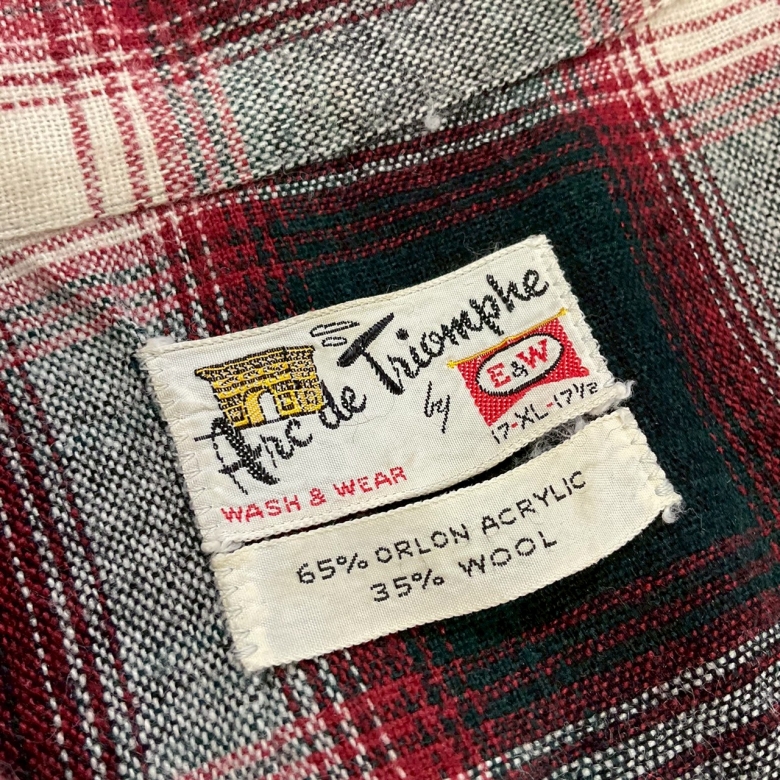 Arc de Triomphe
by E&W
17-XL-17½
WASH & WEAR
65% ORLON ACRYLIC
35% WOOL